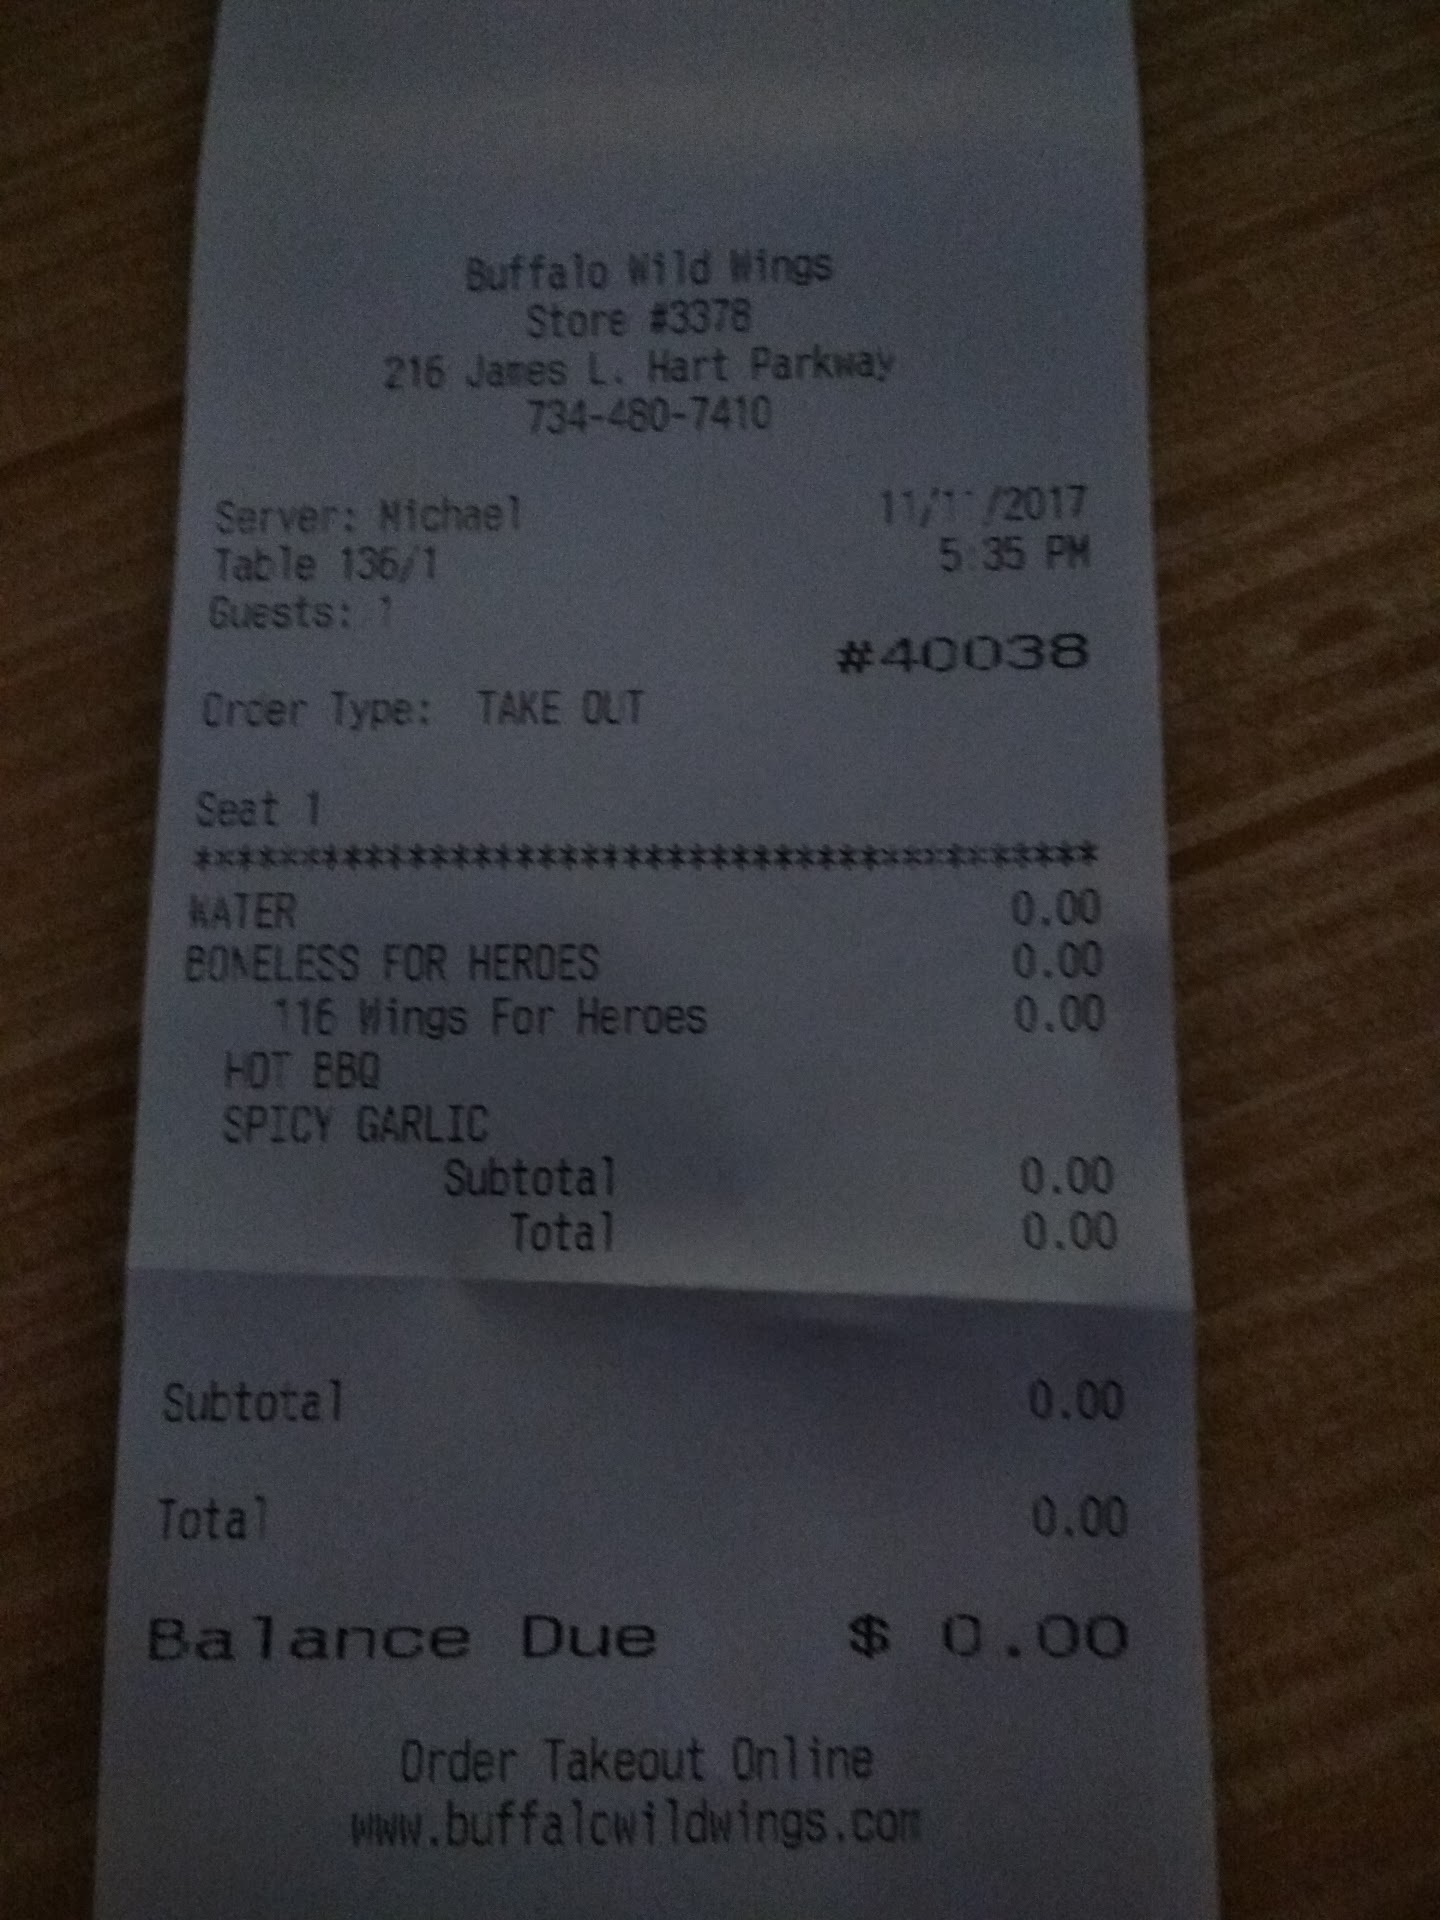 Buffalo Wild Wings
Store #3378
216 James L. Hart Parkway
734-480-7410
Server: Michael
Table 136/1
5:35 PM
Guests: 1
#40038
Order Type: TAKE OUT
Seat 1
*******************************************
WATER 0.00
BONELESS FOR HEROES 0.00
116 Wings For Heroes 0.00
HOT BBQ
SPICY GARLIC
Subtotal 0.00
Total 0.00
Subtotal 0.00
Total 0.00
Balance Due $ 0.00
Order Takeout Online
www.buffalowildwings.com